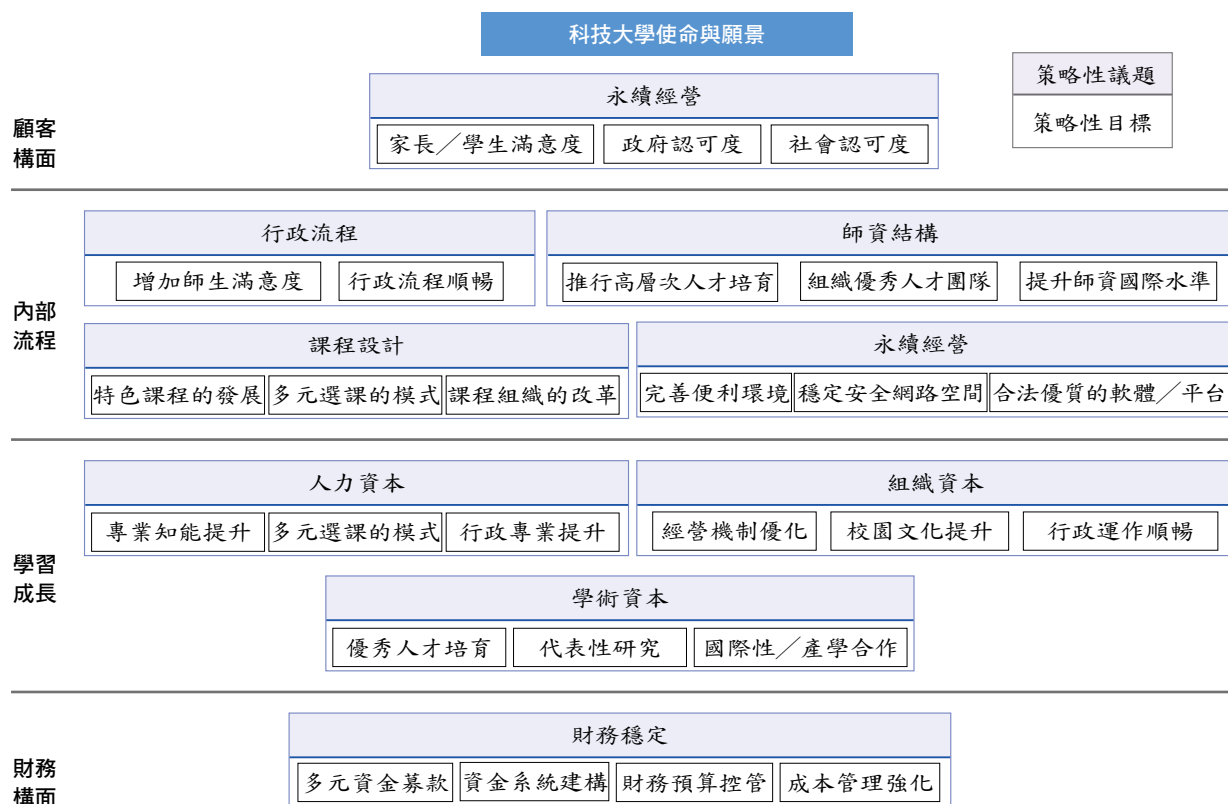 科技大學使命與願景
策略性議題
策略性目標
顧客
構面
永續經營
家長／學生滿意度 政府認可度 社會認可度
內部
流程
行政流程
增加師生滿意度 行政流程順暢
師資結構
推行高層次人才培育 組織優秀人才團隊 提升師資國際水準
課程設計
特色課程的發展 多元選課的模式 課程組織的改革
永續經營
完善便利環境 穩定安全網路空間 合法優質的軟體／平台
學習
成長
人力資本
專業知能提升 多元選課的模式 行政專業提升
組織資本
經營機制優化 校園文化提升 行政運作順暢
學術資本
優秀人才培育 代表性研究 國際性／產學合作
財務
構面
財務穩定
多元資金募款 資金系統建構 財務預算控管 成本管理強化